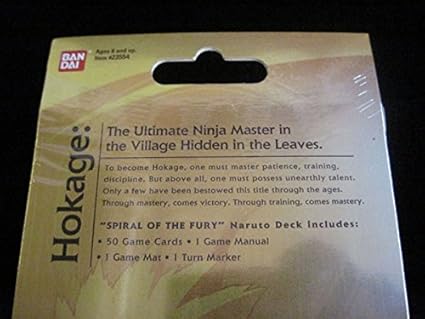 BAN
DAI
Ages 8 and up.
Item #23554
Hokage:
The Ultimate Ninja Master in
the Village Hidden in the Leaves.
To become Hokage, one must master patience, training,
discipline. But above all, one must possess unearthly talent.
Only a few have been bestowed this title through the ages.
Through mastery, comes victory. Through training, comes mastery.
"SPIRAL OF THE FURY" Naruto Deck Includes:
• 50 Game Cards • 1 Game Manual
• 1 Game Mat • 1 Turn Marker